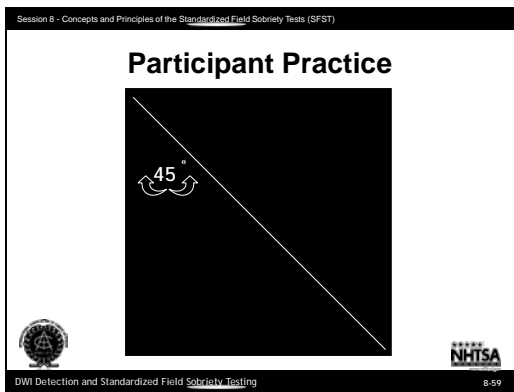 Session 8 - Concepts and Principles of the Standardized Field Sobriety Tests (SFST)
Participant Practice
45°
NHTSA
DWI Detection and Standardized Field Sobriety Testing
8-59